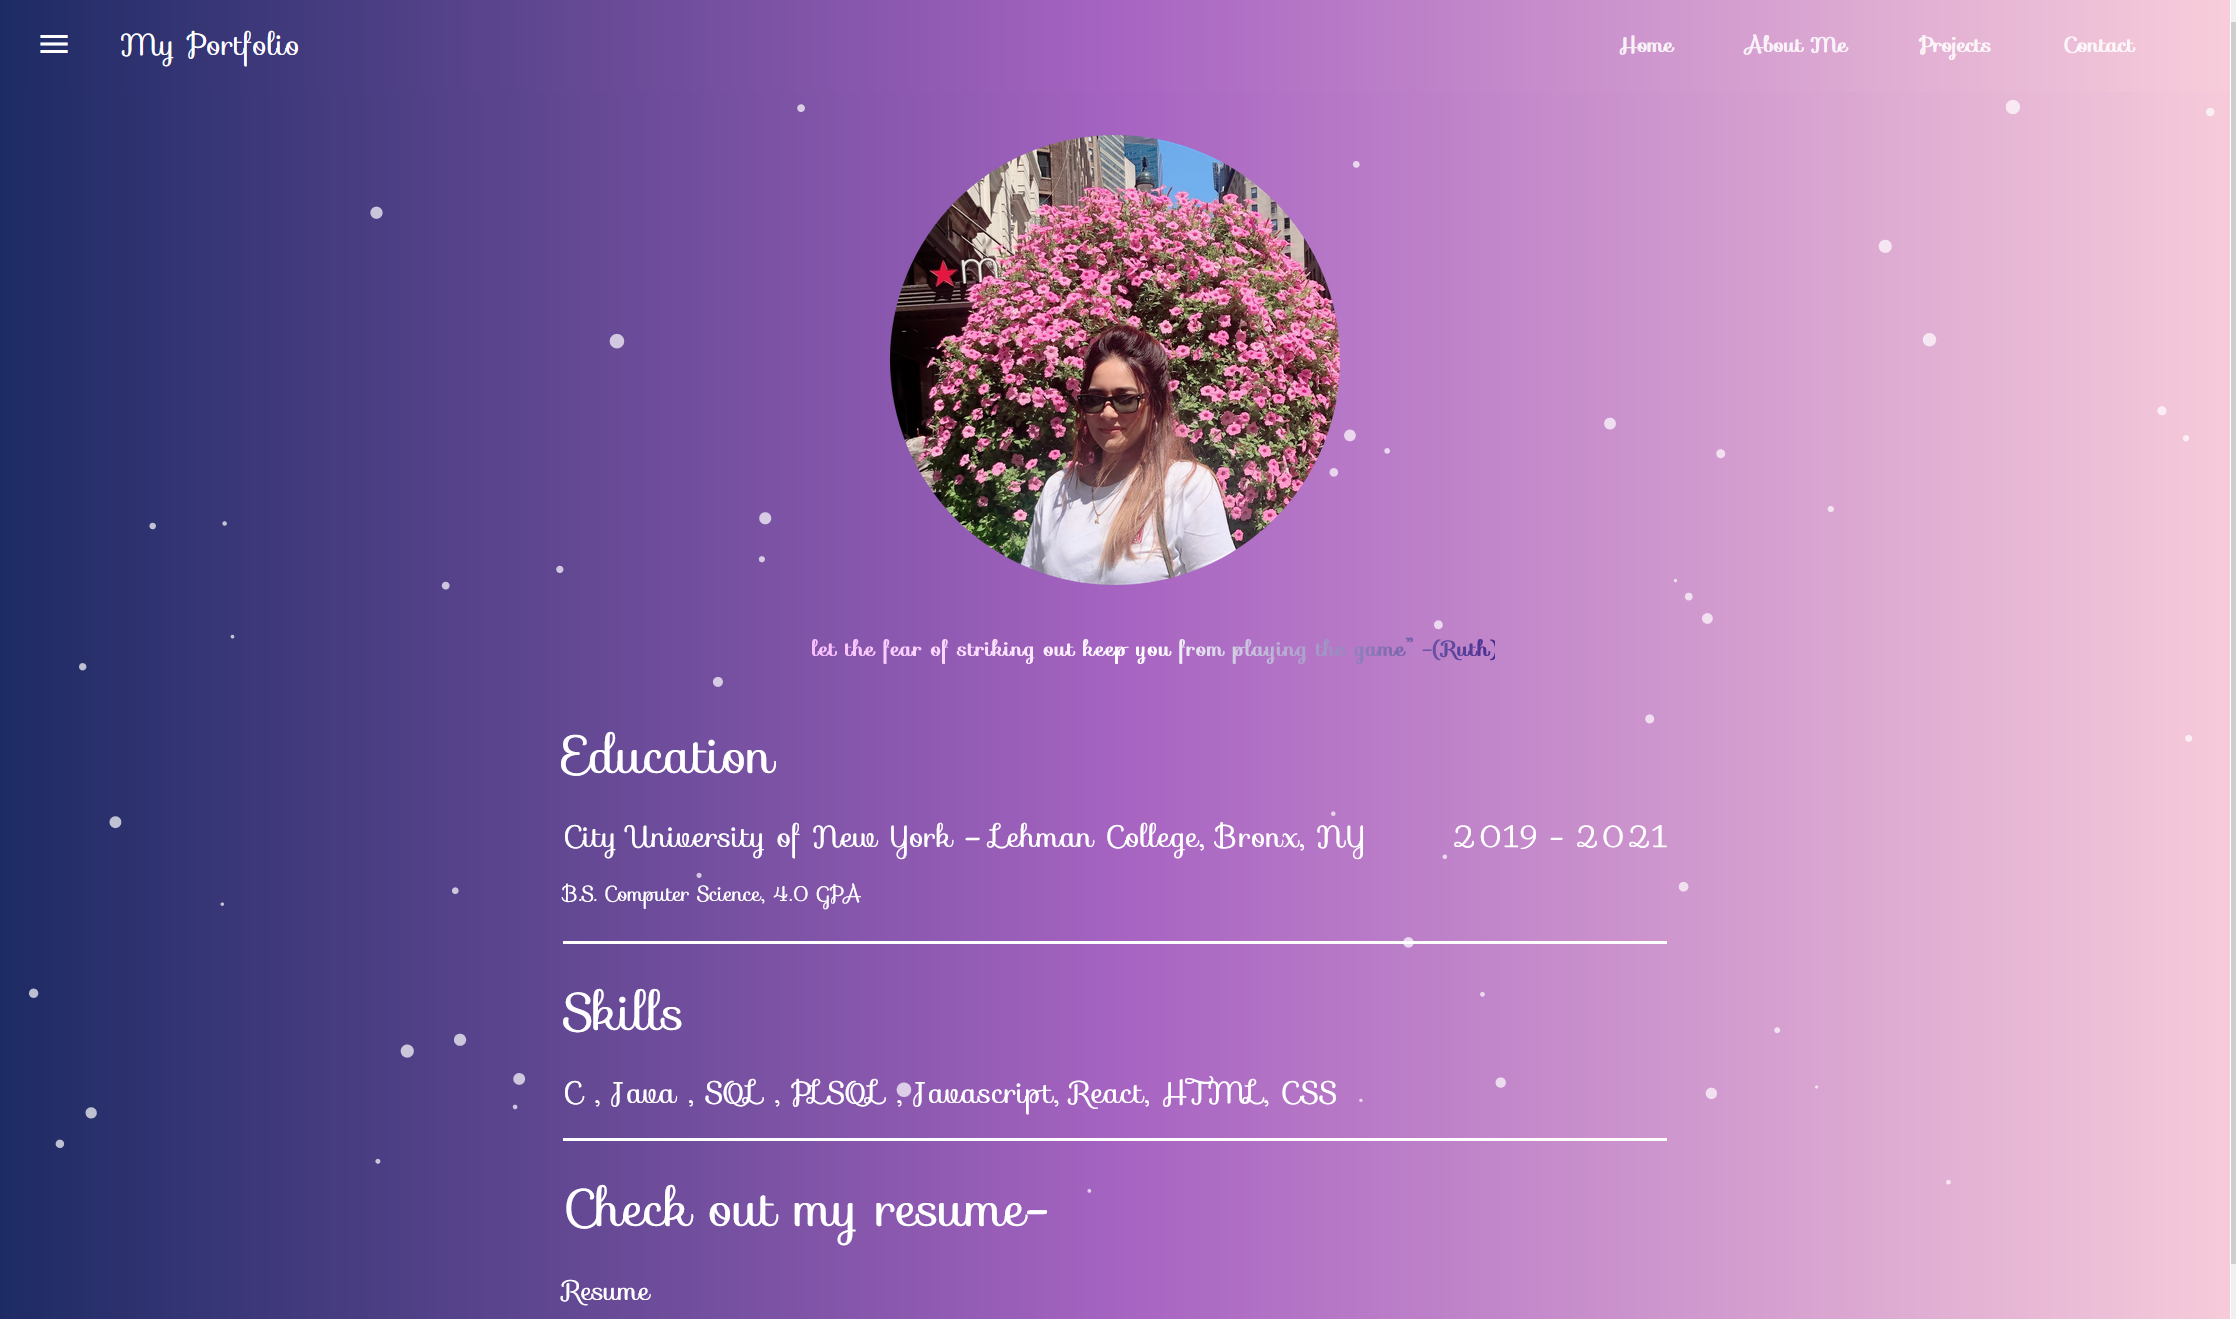 My Portfolio
Home About Me Projects Contact
m
let the fear of striking out keep you from playing the game" -(Ruth)
Education
City University of New York - Lehman College, Bronx, NY 2019 - 2021
B.S. Computer Science, 4.0 GPA
Skills
C , Java , SQL , PLSQL , Javascript, React, HTML, CSS
Check out my resume-
Resume